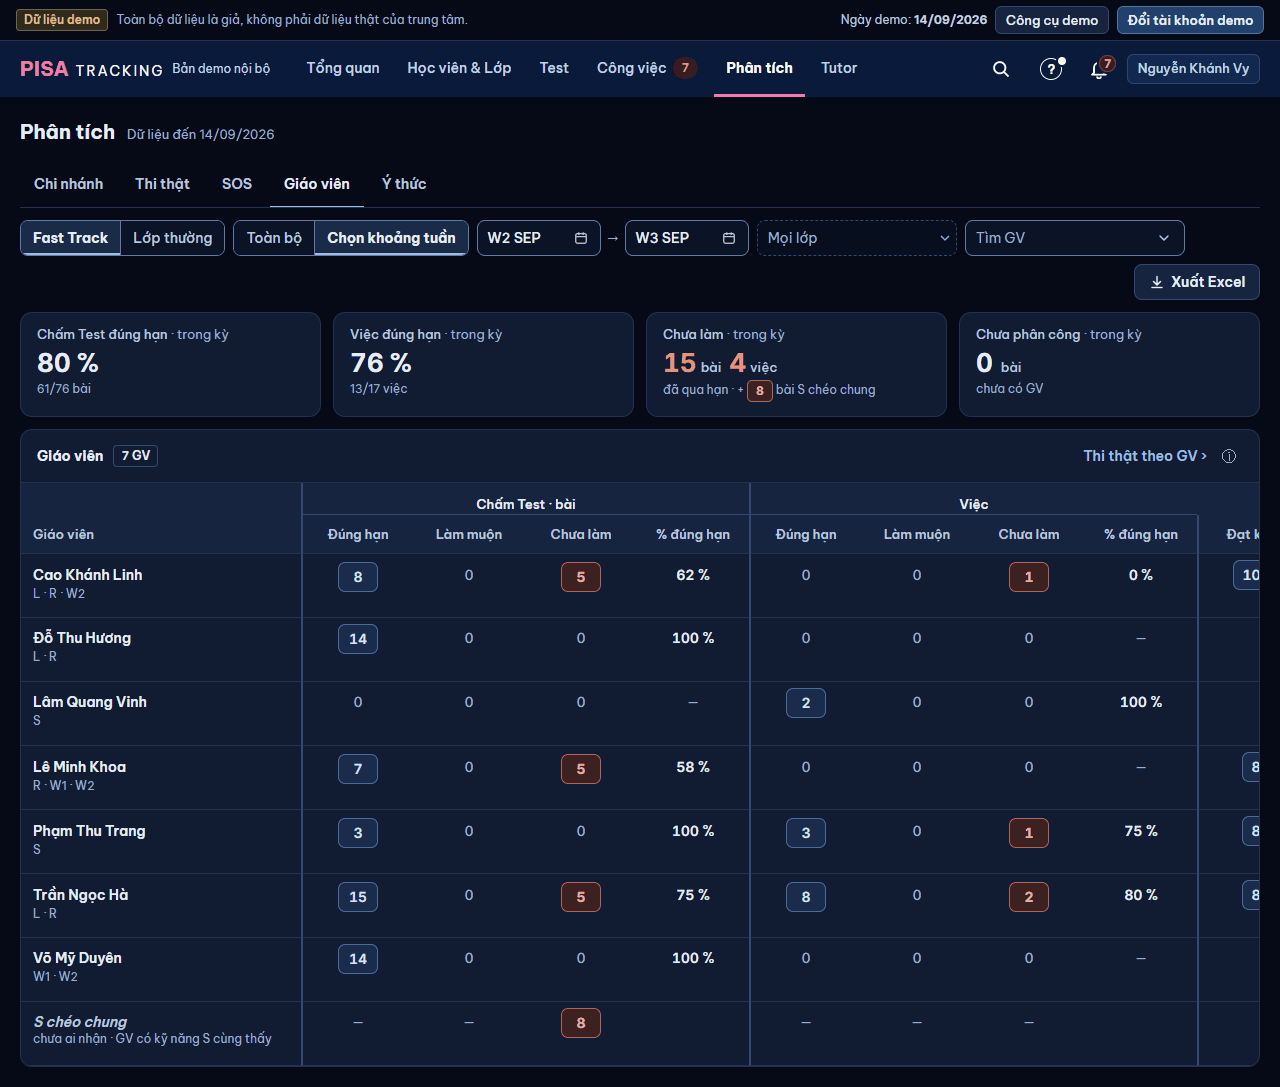 Dữ liệu demo Toàn bộ dữ liệu là giả, không phải dữ liệu thật của trung tâm. Ngày demo: 14/09/2026 Công cụ demo Đổi tài khoản demo
PISA TRACKING Bản demo nội bộ Tổng quan Học viên & Lớp Test Công việc 7 Phân tích Tutor ? 7 Nguyễn Khánh Vy
Phân tích Dữ liệu đến 14/09/2026
Chi nhánh Thi thật SOS Giáo viên Ý thức
Fast Track Lớp thường Toàn bộ Chọn khoảng tuần W2 SEP → W3 SEP Mọi lớp Tìm GV
Xuất Excel
Chấm Test đúng hạn · trong kỳ
80 %
61/76 bài
Việc đúng hạn · trong kỳ
76 %
13/17 việc
Chưa làm · trong kỳ
15 bài 4 việc
đã qua hạn · + 8 bài S chéo chung
Chưa phân công · trong kỳ
0 bài
chưa có GV
Giáo viên 7 GV Thi thật theo GV › ⓘ
Chấm Test · bài Việc
Giáo viên Đúng hạn Làm muộn Chưa làm % đúng hạn Đúng hạn Làm muộn Chưa làm % đúng hạn Đạt
Cao Khánh Linh 8 0 5 62 % 0 0 1 0 % 10
L · R · W2
Đỗ Thu Hương 14 0 0 100 % 0 0 0 –
L · R
Lâm Quang Vinh 0 0 0 – 2 0 0 100 %
S
Lê Minh Khoa 7 0 5 58 % 0 0 0 – 8
R · W1 · W2
Phạm Thu Trang 3 0 0 100 % 3 0 1 75 % 8
S
Trần Ngọc Hà 15 0 5 75 % 8 0 2 80 % 8
L · R
Võ Mỹ Duyên 14 0 0 100 % 0 0 0 –
W1 · W2
S chéo chung – – 8 – – –
chưa ai nhận · GV có kỹ năng S cùng thấy